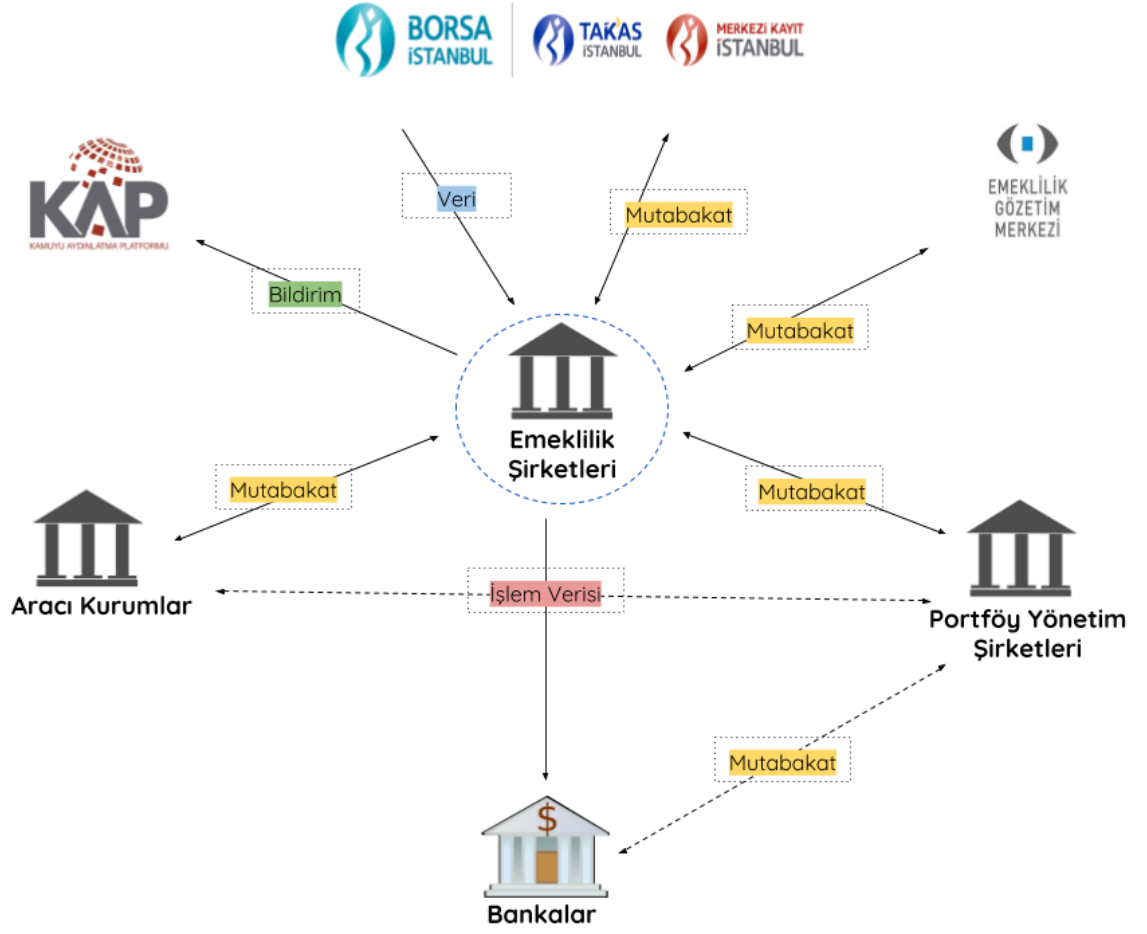 BORSA
İSTANBUL
TAKAS
İSTANBUL
MERKEZİ KAYIT
İSTANBUL
KAP
KAMUYU AYDINLATMA PLATFORMU
EMEKLİLİK
GÖZETİM
MERKEZİ
Veri
Mutabakat
Bildirim
Mutabakat
Emeklilik
Şirketleri
Mutabakat
Mutabakat
Aracı Kurumlar
İşlem Verisi
Portföy Yönetim
Şirketleri
Mutabakat
$
Bankalar